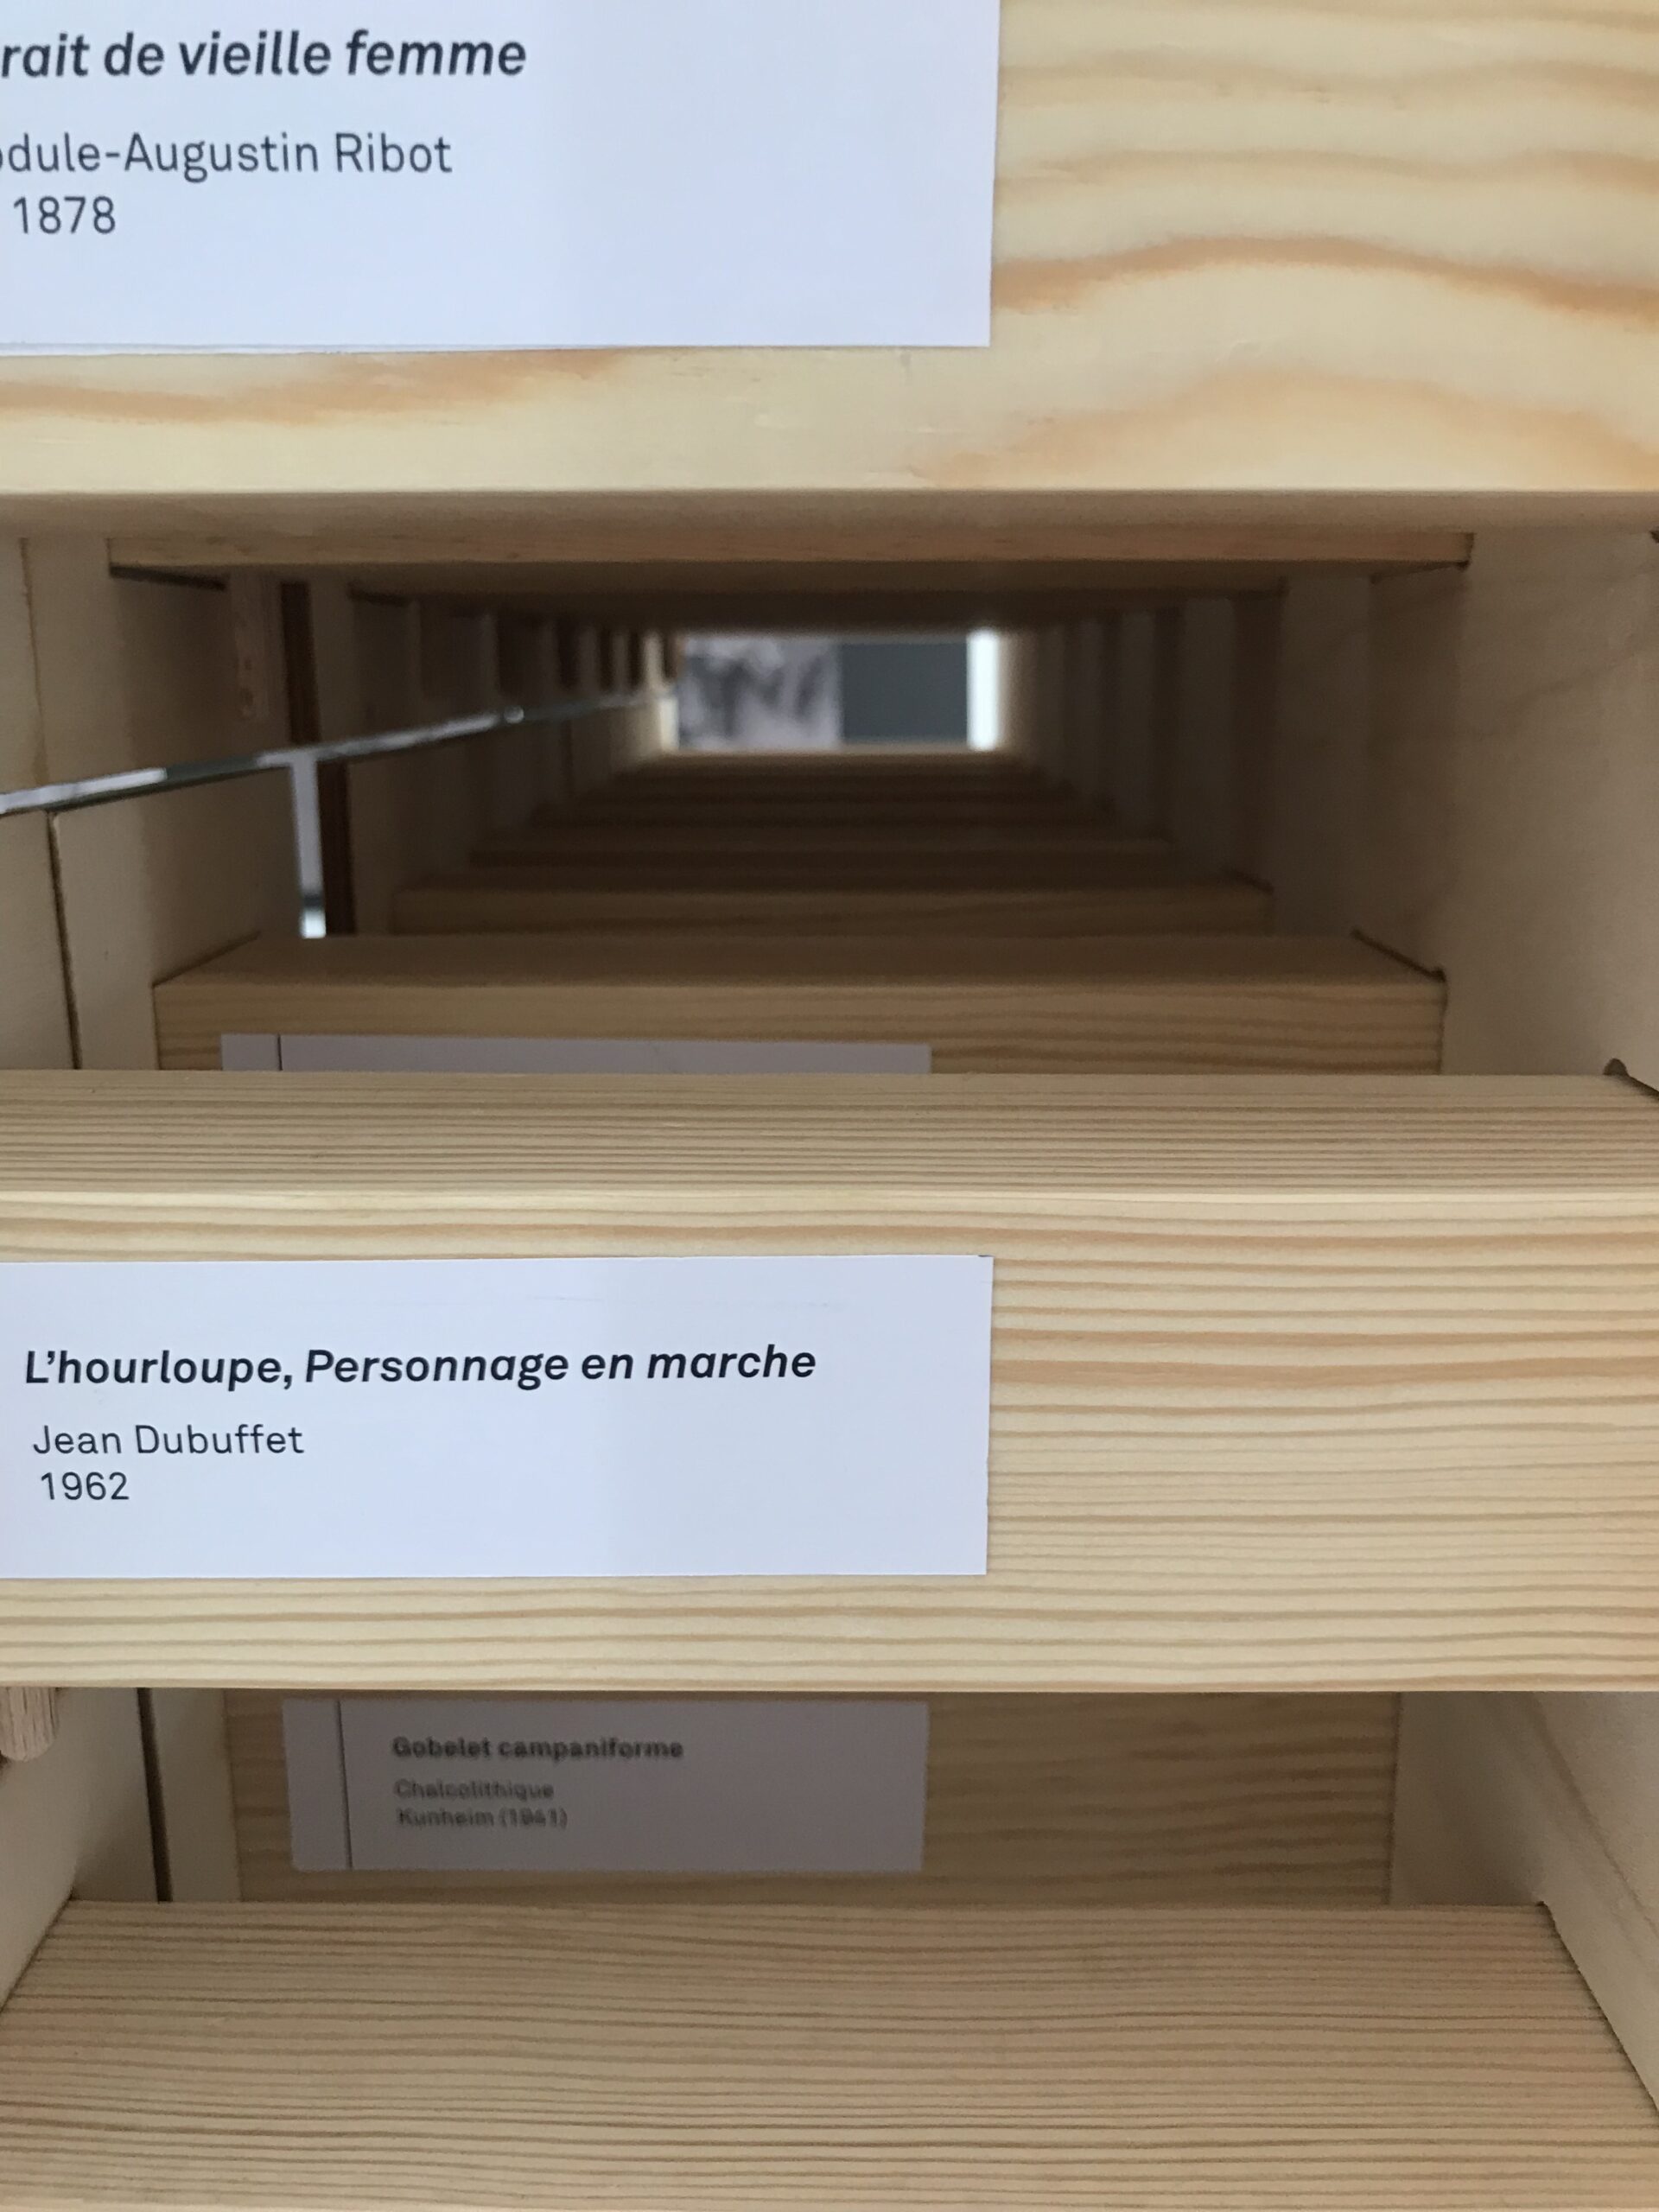 rait de vieille femme
odule-Augustin Ribot
1878
L'hourloupe, Personnage en marche
Jean Dubuffet
1962
Gobelet campaniforme
Chalcolithique
Kunheim (1941)